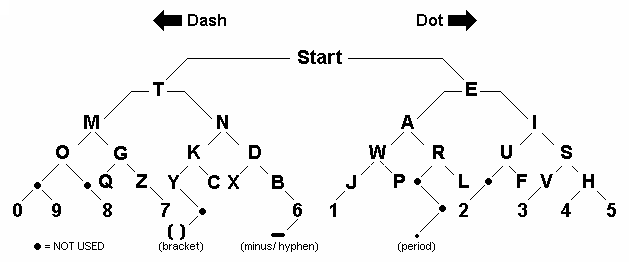 Dash Dot
Start
T E
M N A I
O G K D W R U S
Q Z Y C X B J P L F V H
0 9 8 7 6 1 2 3 4 5
( )
● = NOT USED (bracket) (minus/ hyphen) (period)